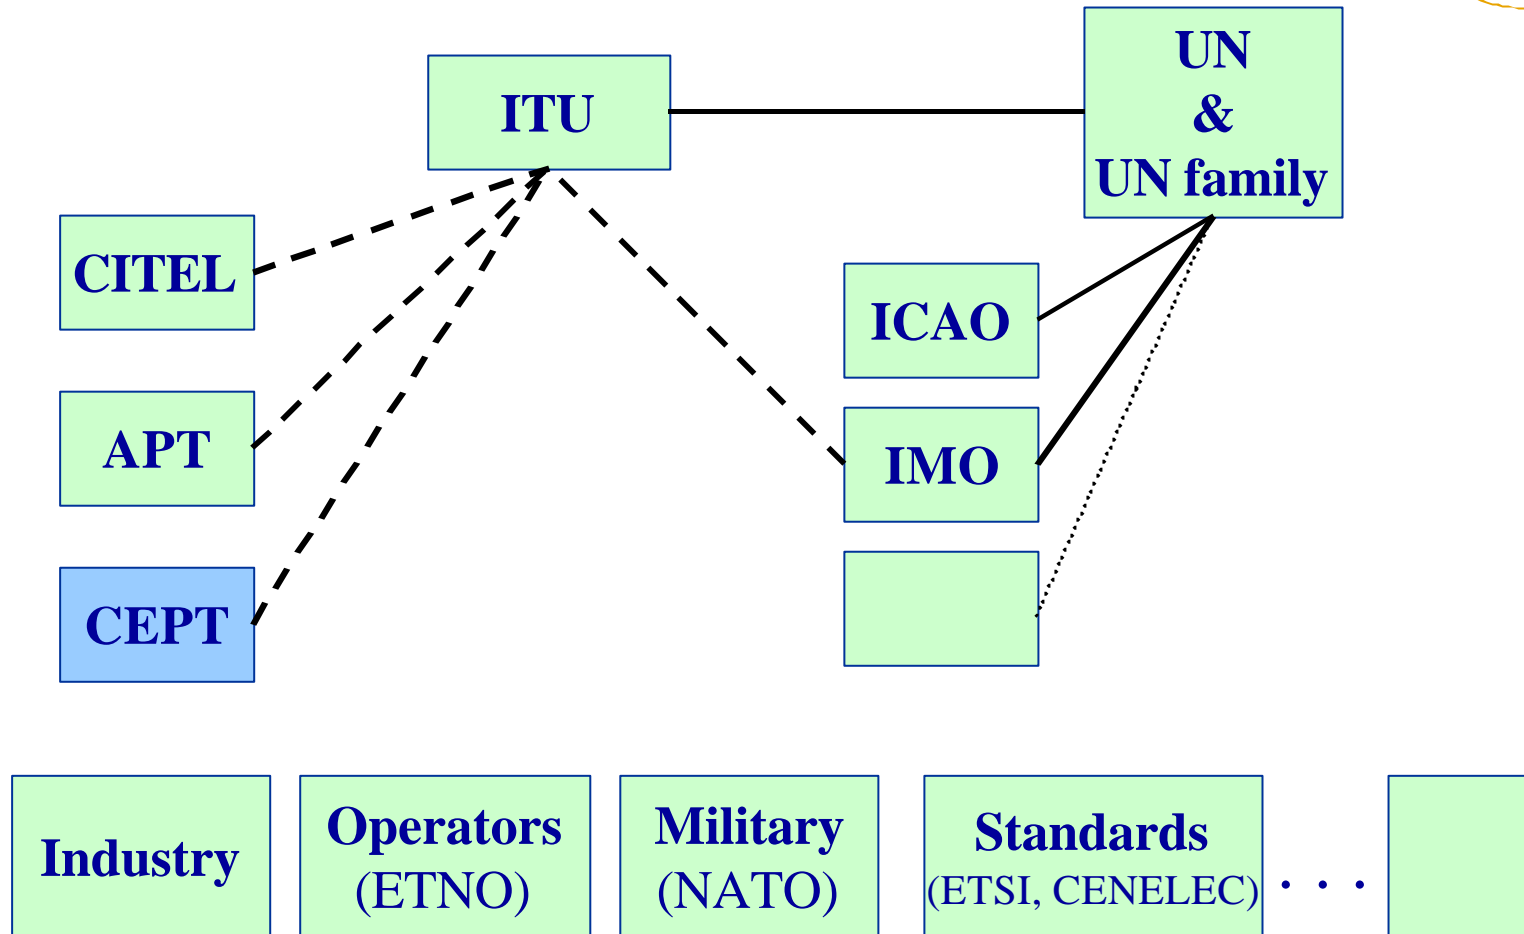 UN
&
UN family
ITU
CITEL
ICAO
APT
IMO
CEPT
Industry
Operators
(ETNO)
Military
(NATO)
Standards
(ETSI, CENELEC)
. . .